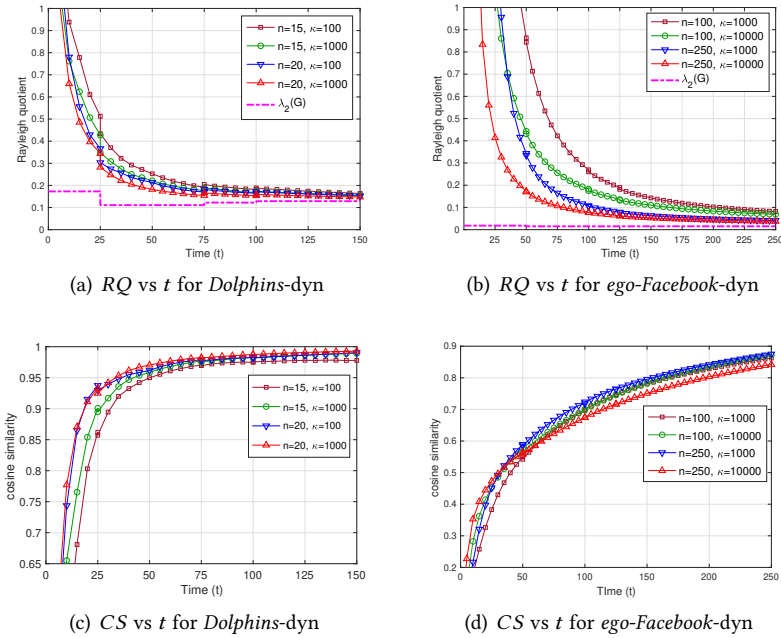 1
0.9
0.8
0.7
0.6
0.5
0.4
0.3
0.2
0.1
0
Rayleigh quotient
n=15, κ=100
n=15, κ=1000
n=20, κ=100
n=20, κ=1000
λ2(G)
0 25 50 75 100 125 150
Time (t)
(a) RQ vs t for Dolphins-dyn
1
0.9
0.8
0.7
0.6
0.5
0.4
0.3
0.2
0.1
0
Rayleigh quotient
n=100, κ=1000
n=100, κ=10000
n=250, κ=1000
n=250, κ=10000
λ2(G)
25 50 75 100 125 150 175 200 225 250
Time (t)
(b) RQ vs t for ego-Facebook-dyn
1
0.95
0.9
0.85
0.8
0.75
0.7
0.65
cosine similarity
n=15, κ=100
n=15, κ=1000
n=20, κ=100
n=20, κ=1000
0 25 50 75 100 125 150
Time (t)
(c) CS vs t for Dolphins-dyn
0.9
0.8
0.7
0.6
0.5
0.4
0.3
0.2
cosine similarity
n=100, κ=1000
n=100, κ=10000
n=250, κ=1000
n=250, κ=10000
0 50 100 150 200 250
TIme (t)
(d) CS vs t for ego-Facebook-dyn